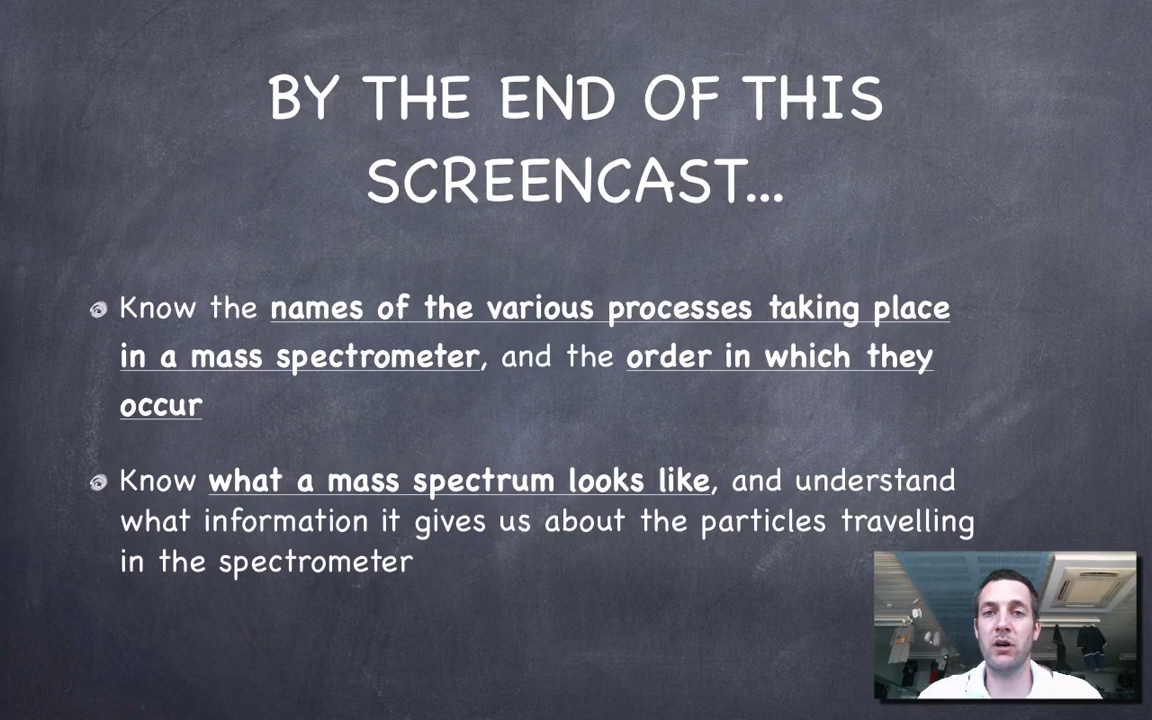 BY THE END OF THIS
SCREENCAST...
Know the names of the various processes taking place
in a mass spectrometer, and the order in which they
occur
Know what a mass spectrum looks like, and understand
what information it gives us about the particles travelling
in the spectrometer